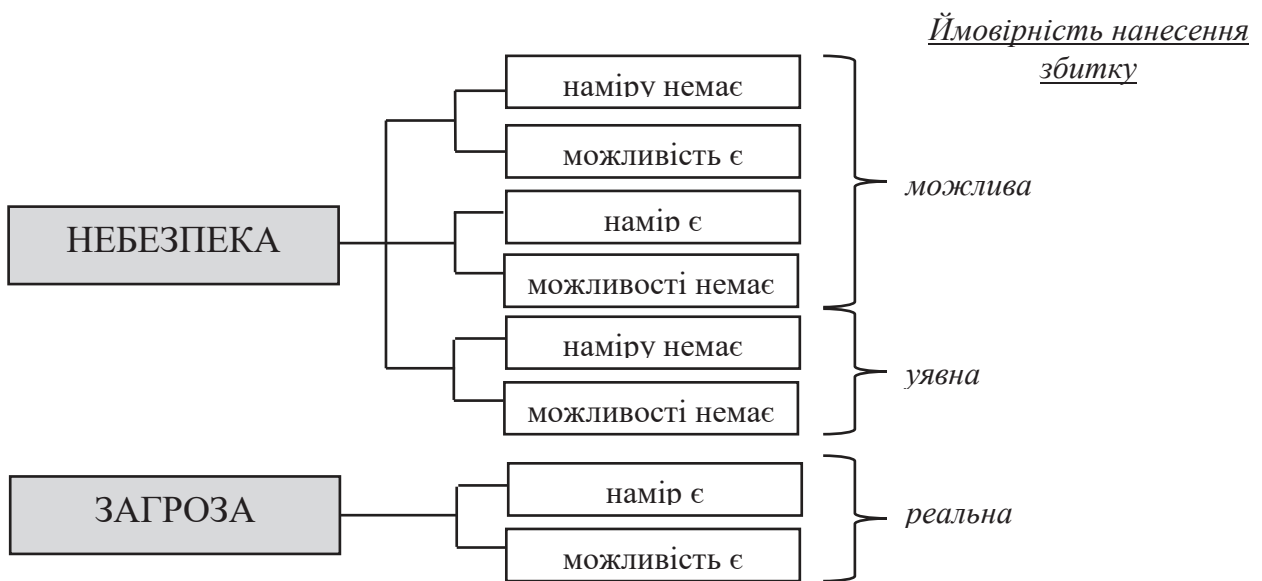 Ймовірність нанесення
збитку
наміру немає
можливість є
можлива
намір є
НЕБЕЗПЕКА
можливості немає
наміру немає
уявна
можливості немає
намір є
ЗАГРОЗА
реальна
можливість є